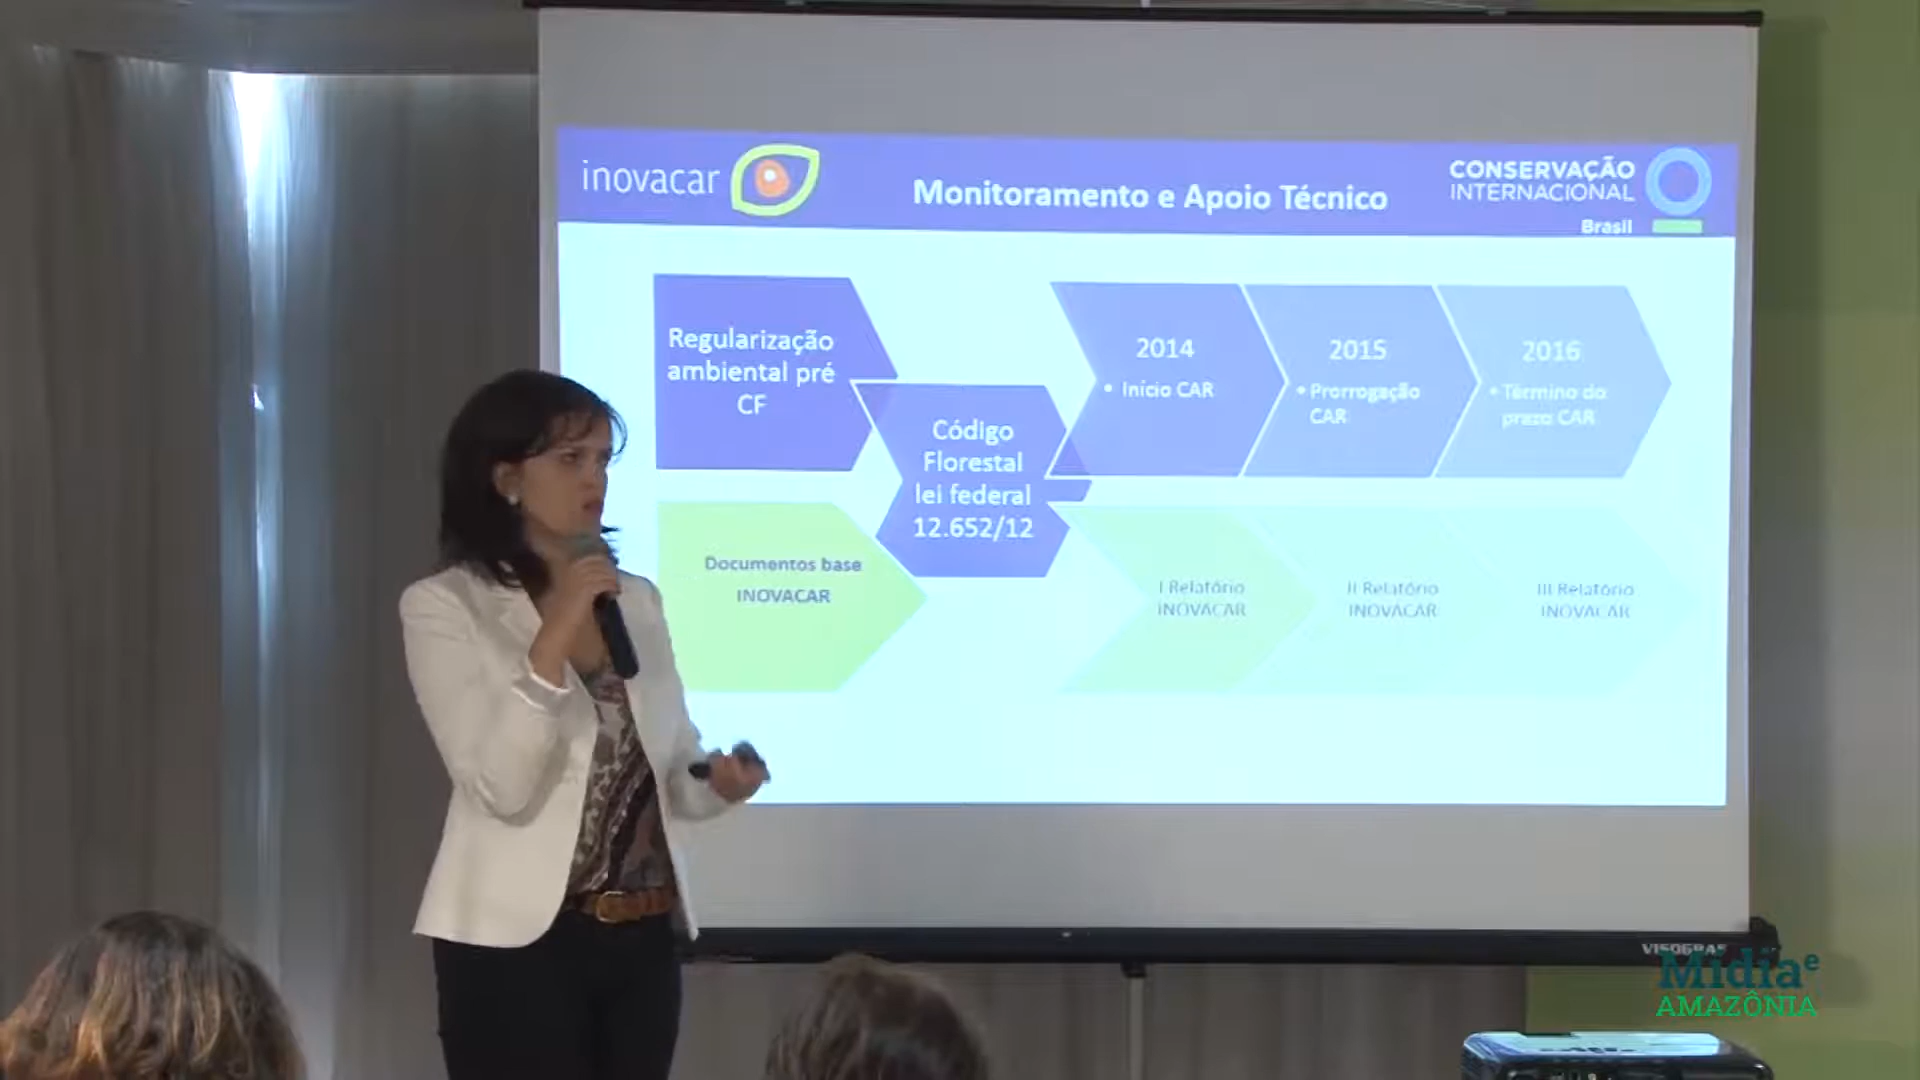 inovacar
Monitoramento e Apoio Técnico
CONSERVAÇÃO
INTERNACIONAL
Brasil
Regularização
ambiental pré
CF
Código
Florestal
lei federal
12.652/12
2014
• Início CAR
2015
• Prorrogação
CAR
2016
• Término do
prazo CAR
Documentos base
INOVACAR
I Relatório
INOVACAR
II Relatório
INOVACAR
III Relatório
INOVACAR
Mídia e
AMAZÔNIA